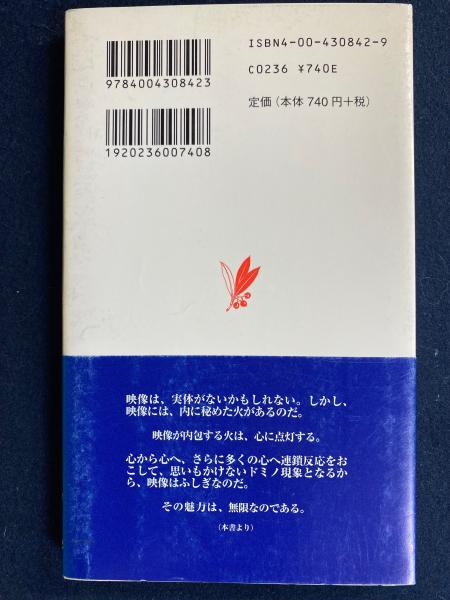 ISBN4-00-430842-9
C0236 ¥740E
定価(本体 740円+税)
9784004308423
1920236007408
映像は、実体がないかもしれない。しかし、
映像には、内に秘めた火があるのだ。
映像が内包する火は、心に点灯する。
心から心へ、さらに多くの心へ連鎖反応をお
こして、思いもかけないドミノ現象となるか
ら、映像はふしぎなのだ。
その魅力は、無限なのである。
(本書より)